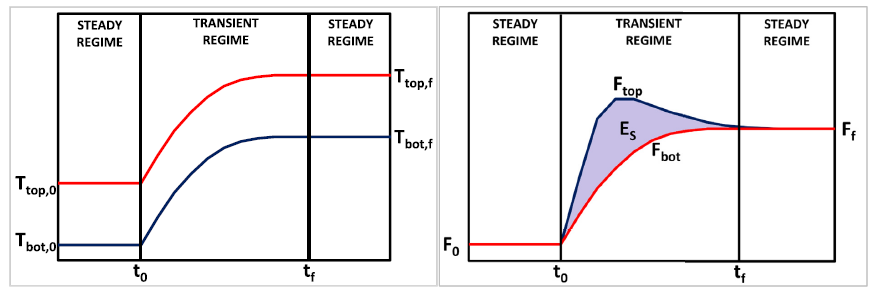 STEADY
REGIME
TRANSIENT
REGIME
STEADY
REGIME
Ttop,f
Tbot,f
Ttop,0
Tbot,0
t0
tf
STEADY
REGIME
TRANSIENT
REGIME
STEADY
REGIME
Ftop
ES
Fbot
Ff
F0
t0
tf